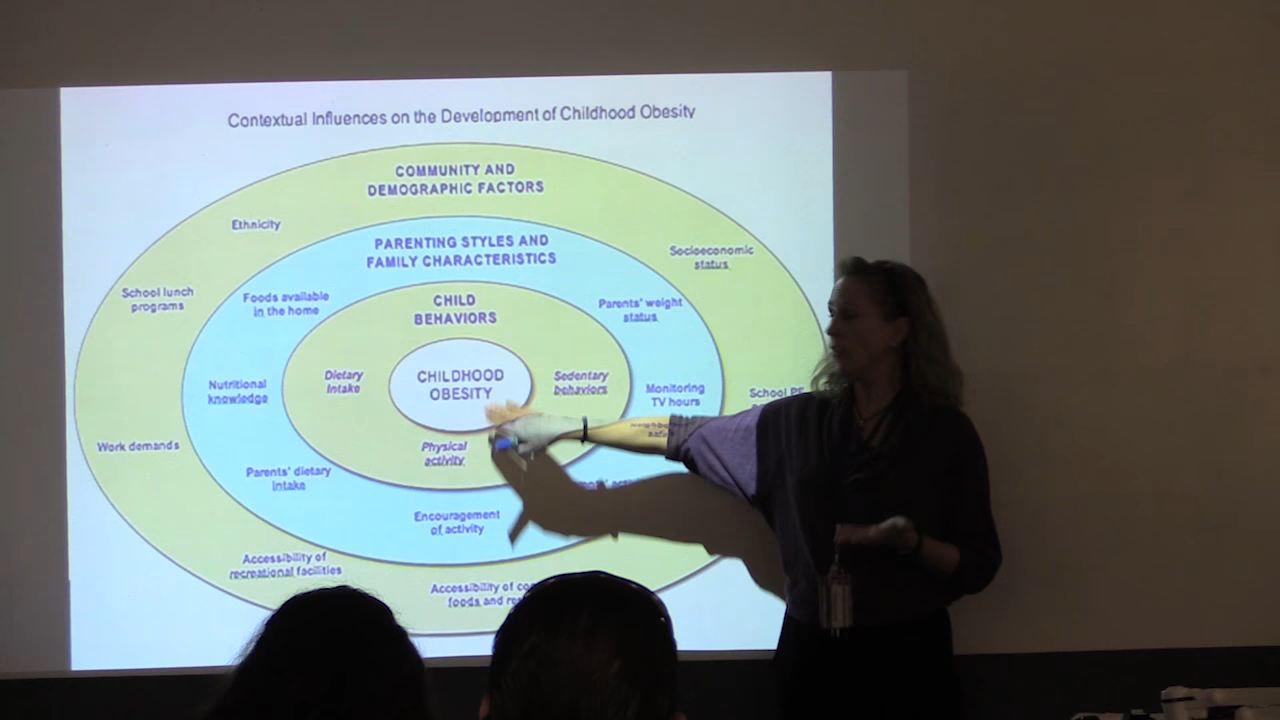 Contextual Influences on the Development of Childhood Obesity
COMMUNITY AND
DEMOGRAPHIC FACTORS
Ethnicity
PARENTING STYLES AND
FAMILY CHARACTERISTICS
Socioeconomic
status
School lunch
programs
Foods available
in the home
CHILD
BEHAVIORS
Parents' weight
status
Dietary
Intake
CHILDHOOD
OBESITY
Sedentary
behaviors
Nutritional
knowledge
Monitoring
TV hours
School PE
Work demands
Physical
activity
Parents' dietary
Intake
Encouragement
of activity
Accessibility of
recreational facilities
Accessibility of
foods and